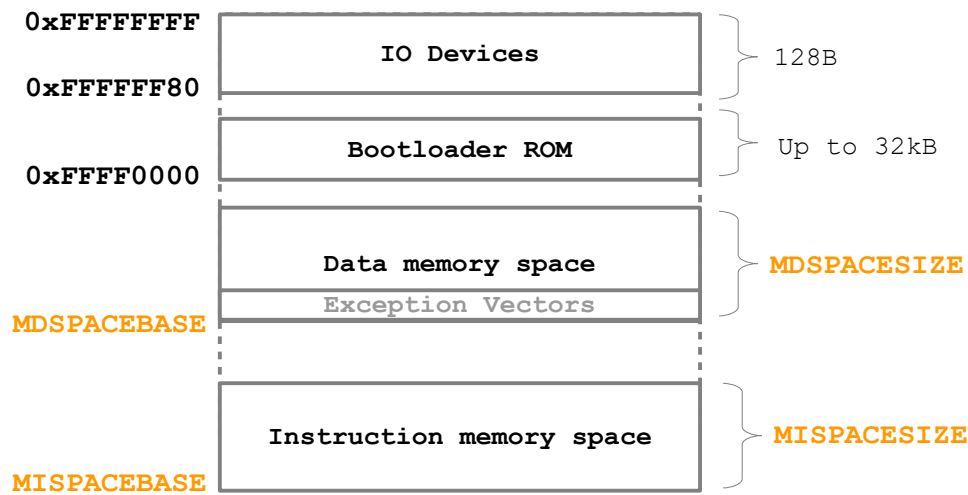 0xFFFFFFFF
IO Devices
128B
0xFFFFFF80
Bootloader ROM
Up to 32kB
0xFFFF0000
Data memory space
MDSPACESIZE
Exception Vectors
MDSPACEBASE
Instruction memory space
MISPACESIZE
MISPACEBASE